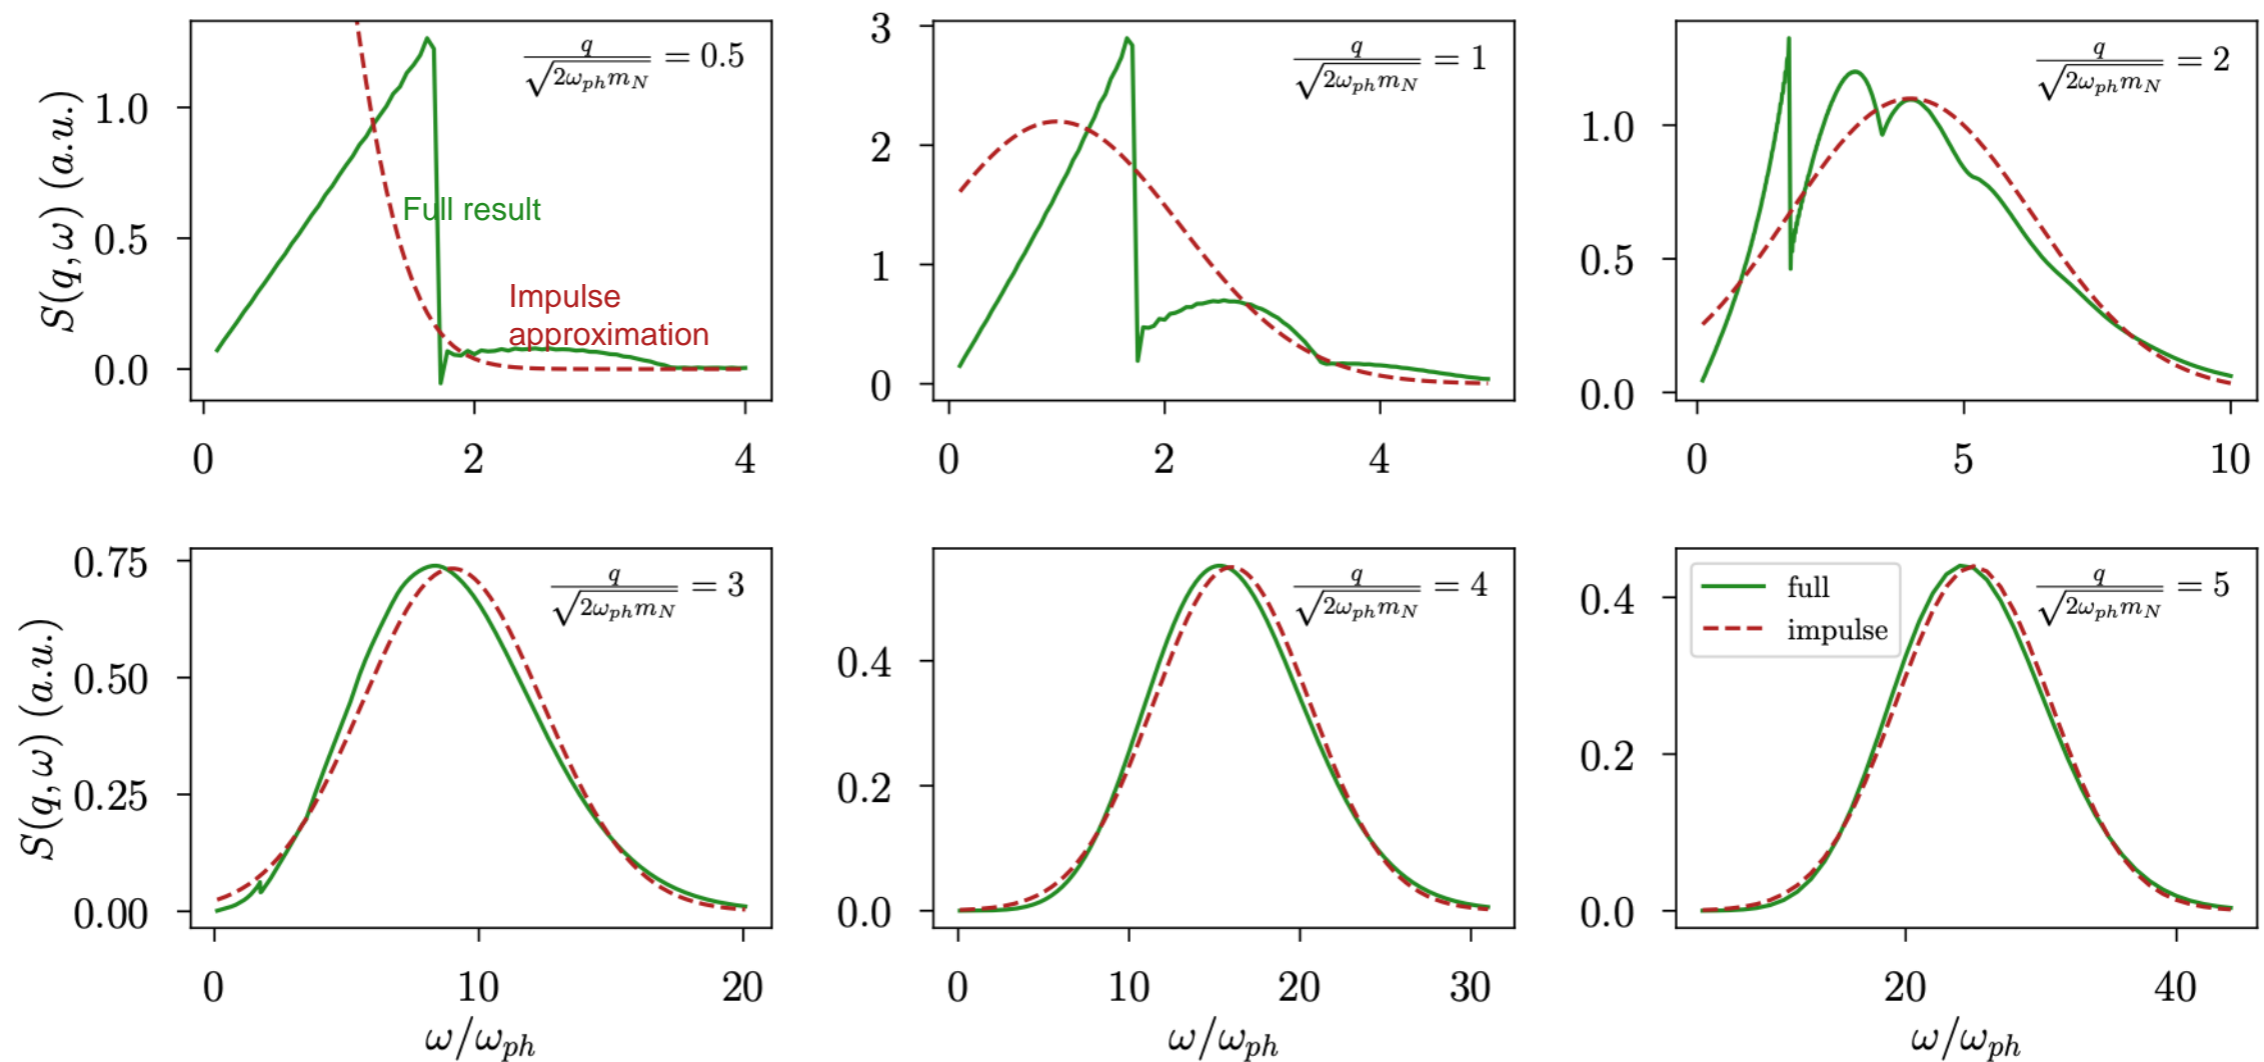 S(q, ω) (a.u.)
1.0
0.5
0.0
0 2 4
q/√2ω_ph m_N = 0.5
Full result
Impulse
approximation
3
2
1
0
0 2 4
q/√2ω_ph m_N = 1
1.0
0.5
0.0
0 5 10
q/√2ω_ph m_N = 2
S(q, ω) (a.u.)
0.75
0.50
0.25
0.00
0 10 20
ω/ω_ph
q/√2ω_ph m_N = 3
0.4
0.2
0.0
0 10 20 30
ω/ω_ph
q/√2ω_ph m_N = 4
0.4
0.2
0.0
20 40
ω/ω_ph
full
impulse
q/√2ω_ph m_N = 5